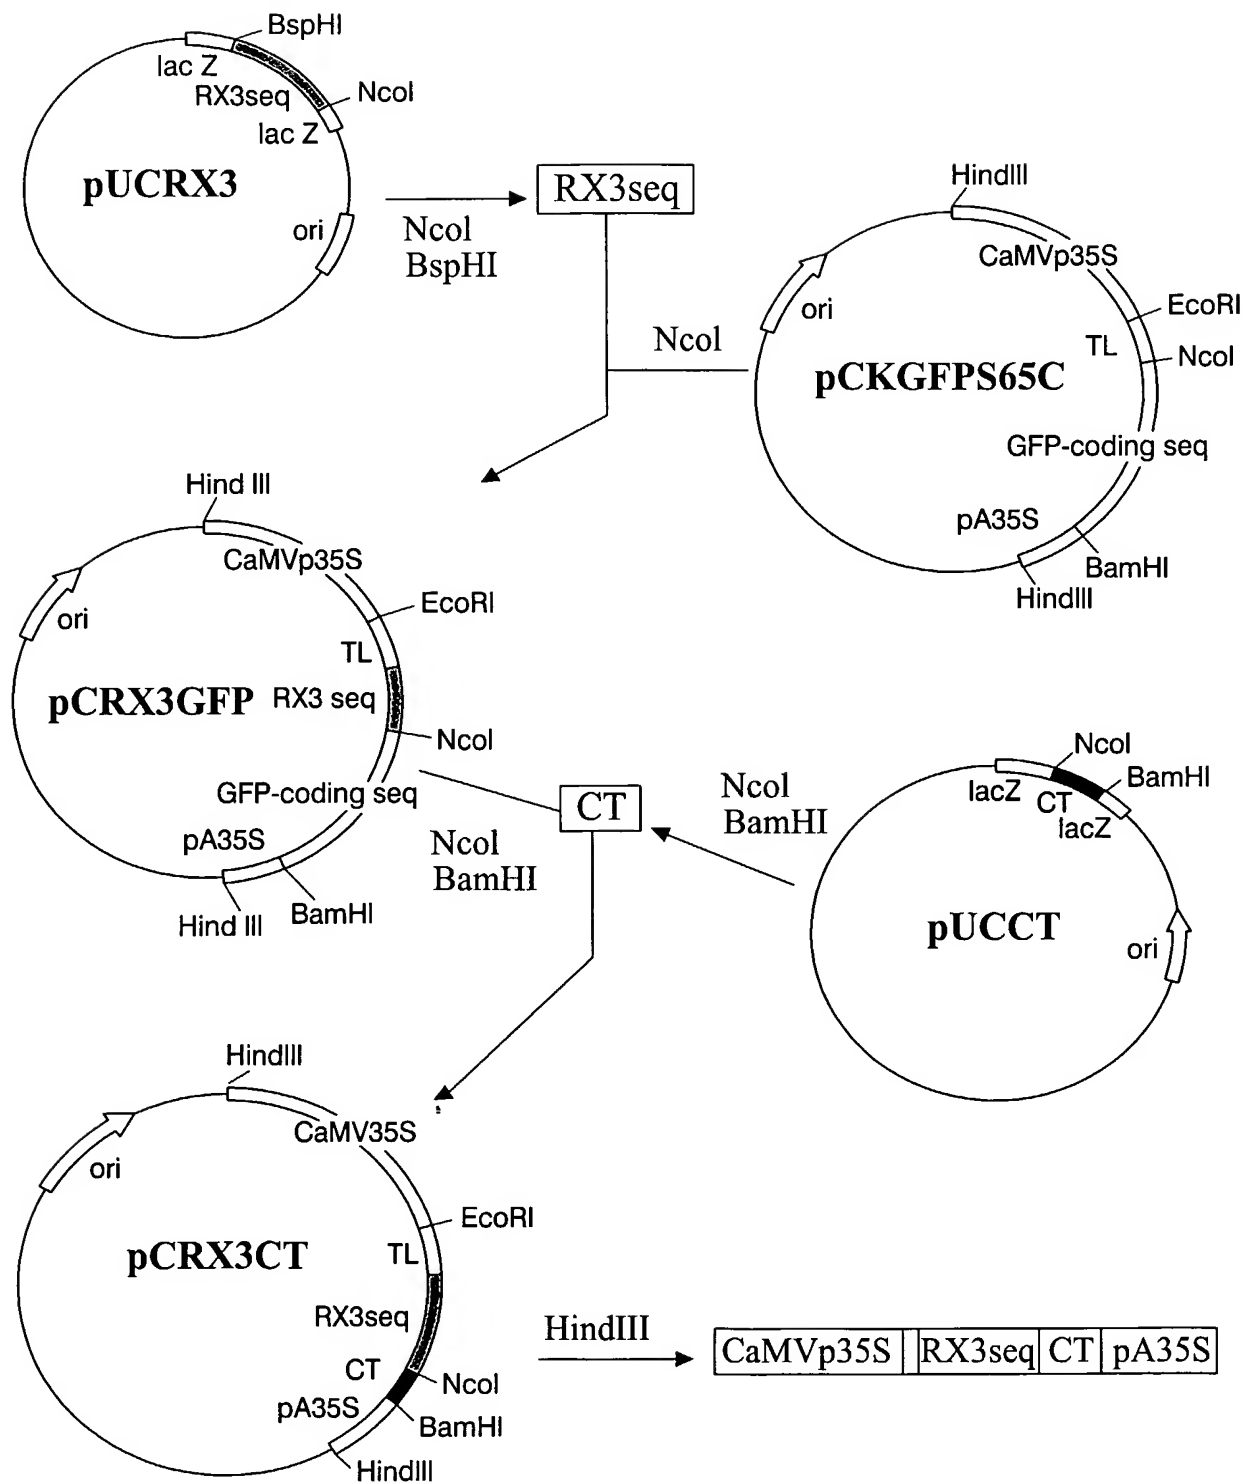 BspHI
lac Z
RX3seq
NcoI
lac Z
pUCRX3
ori
NcoI
BspHI
RX3seq
HindIII
CaMVp35S
ori
EcoRI
TL
NcoI
pCKGFPS65C
NcoI
GFP-coding seq
pA35S
BamHI
HindIII
Hind III
CaMVp35S
ori
EcoRI
TL
pCRX3GFP
RX3 seq
NcoI
GFP-coding seq
pA35S
BamHI
Hind III
NcoI
BamHI
CT
NcoI
BamHI
NcoI
BamHI
lacZ
CT
lacZ
pUCCT
ori
HindIII
CaMV35S
ori
EcoRI
TL
pCRX3CT
RX3seq
CT
NcoI
pA35S
BamHI
HindIII
HindIII
CaMVp35S RX3seq CT pA35S